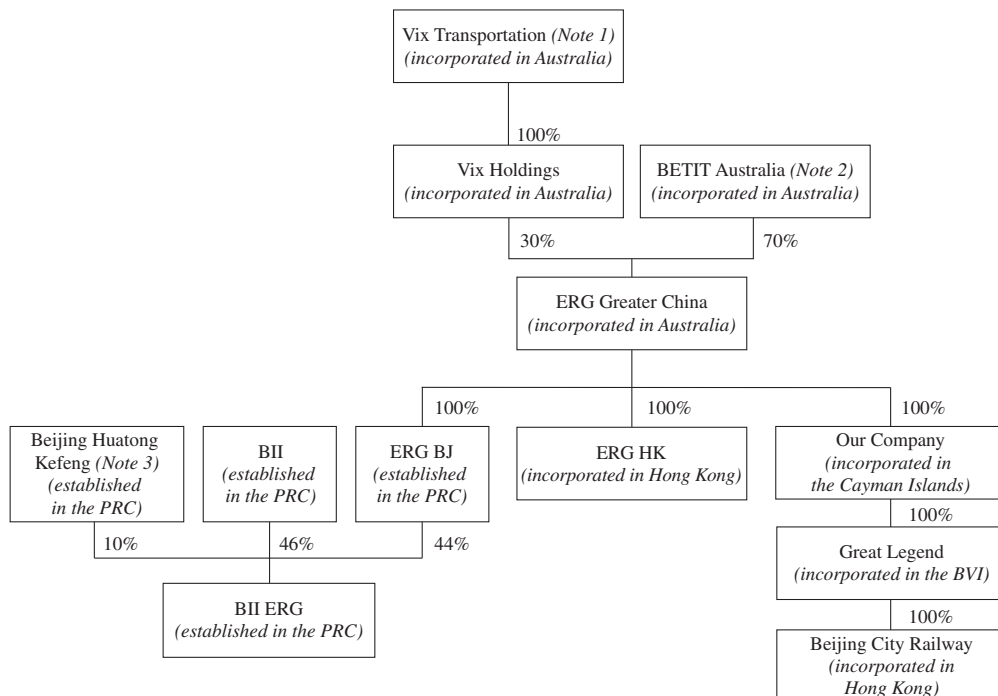 Vix Transportation (Note 1)
(incorporated in Australia)
100%
Vix Holdings
(incorporated in Australia)
BETIT Australia (Note 2)
(incorporated in Australia)
30%
70%
ERG Greater China
(incorporated in Australia)
100%
100%
100%
Beijing Huatong
Kefeng (Note 3)
(established
in the PRC)
BII
(established
in the PRC)
ERG BJ
(established
in the PRC)
ERG HK
(incorporated in Hong Kong)
Our Company
(incorporated in
the Cayman Islands)
10%
46%
44%
100%
BII ERG
(established in the PRC)
Great Legend
(incorporated in the BVI)
100%
Beijing City Railway
(incorporated in
Hong Kong)